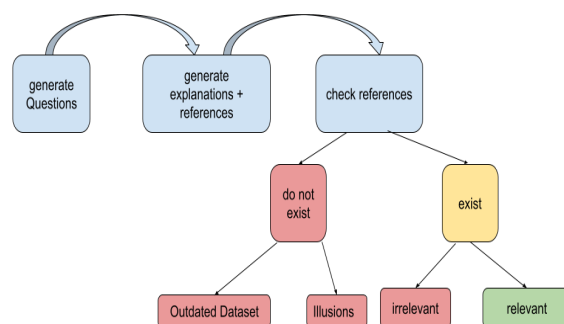 generate
Questions
generate
explanations +
references
check references
do not
exist
exist
Outdated Dataset
Illusions
irrelevant
relevant